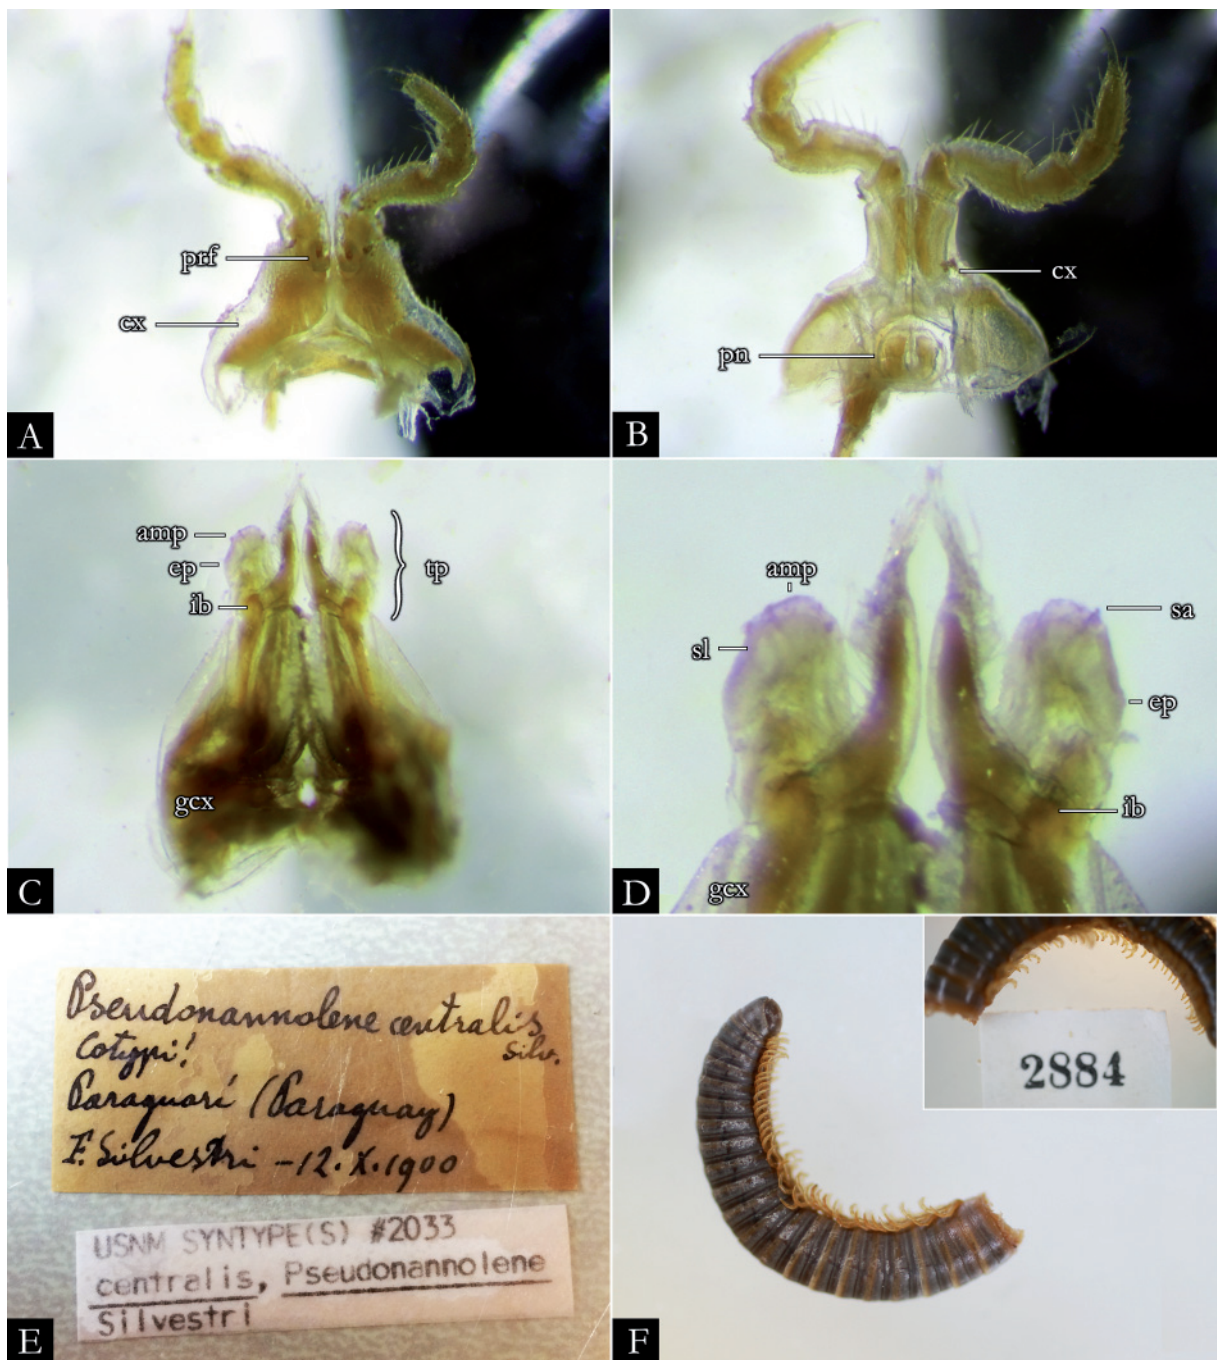 prf
cx
A
cx
pn
B
amp
ep
ib
tp
gcx
C
amp
sa
sl
ep
ib
gcx
D
Pseudonannolene centralis
Silv.
Cotypi!
Paraguarí (Paraguay)
F. Silvestri - 12. X. 1900
USNM SYNTYPE(S) #2033
centralis, Pseudonannolene
Silvestri
E
2884
F